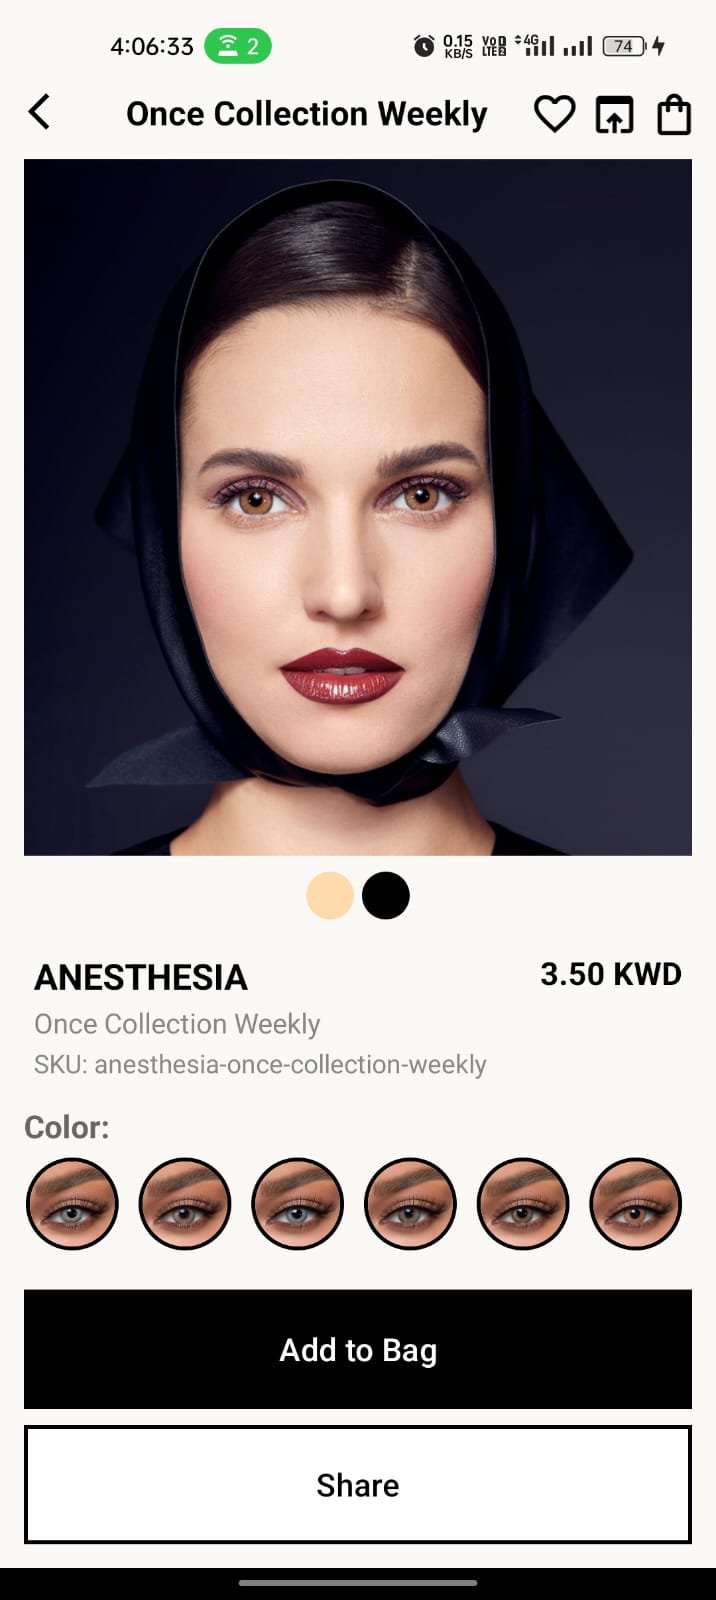 4:06:33 2 0.15 KB/S VoD LTE2 4G 74
Once Collection Weekly
ANESTHESIA 3.50 KWD
Once Collection Weekly
SKU: anesthesia-once-collection-weekly
Color:
Add to Bag
Share